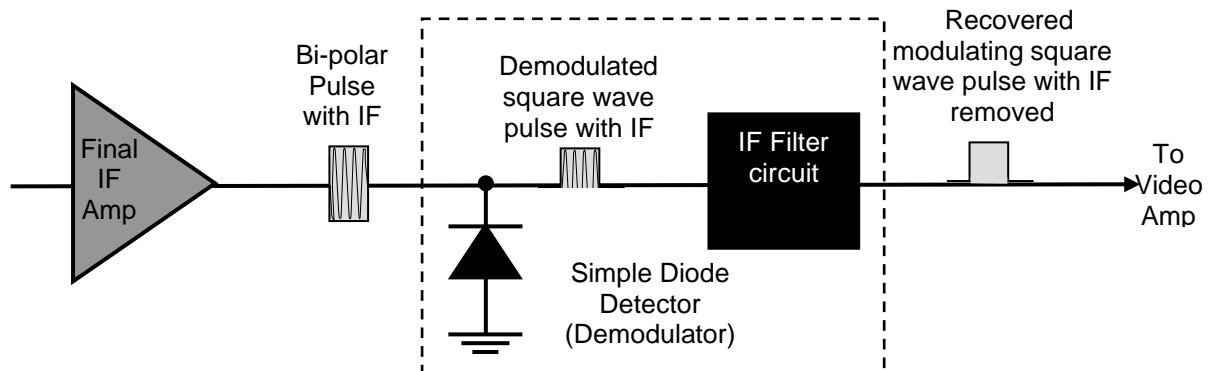 Final
IF
Amp
Bi-polar
Pulse
with IF
Demodulated
square wave
pulse with IF
Simple Diode
Detector
(Demodulator)
IF Filter
circuit
Recovered
modulating square
wave pulse with IF
removed
To
Video
Amp